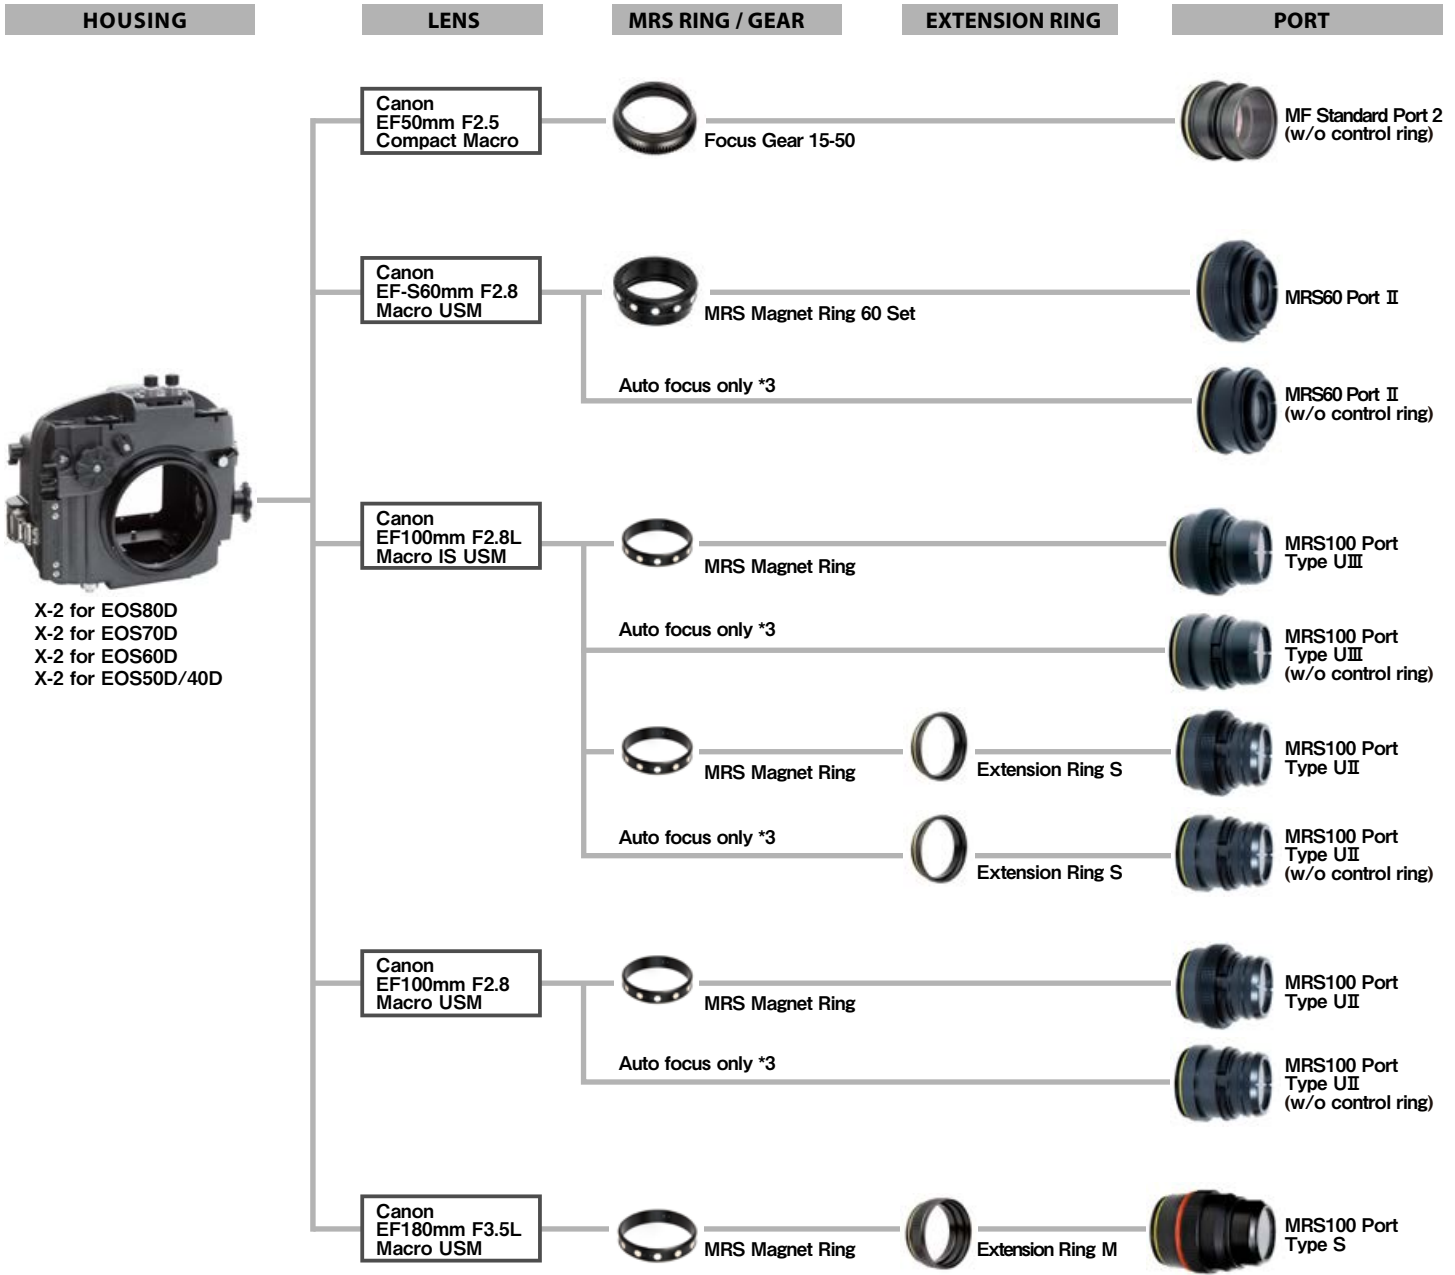 HOUSING
LENS
MRS RING / GEAR
EXTENSION RING
PORT
Canon
EF50mm F2.5
Compact Macro
Focus Gear 15-50
MF Standard Port 2
(w/o control ring)
Canon
EF-S60mm F2.8
Macro USM
MRS Magnet Ring 60 Set
MRS60 Port Ⅱ
Auto focus only *3
MRS60 Port Ⅱ
(w/o control ring)
X-2 for EOS80D
X-2 for EOS70D
X-2 for EOS60D
X-2 for EOS50D/40D
Canon
EF100mm F2.8L
Macro IS USM
MRS Magnet Ring
MRS100 Port
Type UⅢ
Auto focus only *3
MRS100 Port
Type UⅢ
(w/o control ring)
MRS Magnet Ring
Extension Ring S
MRS100 Port
Type UⅡ
Auto focus only *3
Extension Ring S
MRS100 Port
Type UⅡ
(w/o control ring)
Canon
EF100mm F2.8
Macro USM
MRS Magnet Ring
MRS100 Port
Type UⅡ
Auto focus only *3
MRS100 Port
Type UⅡ
(w/o control ring)
Canon
EF180mm F3.5L
Macro USM
MRS Magnet Ring
Extension Ring M
MRS100 Port
Type S